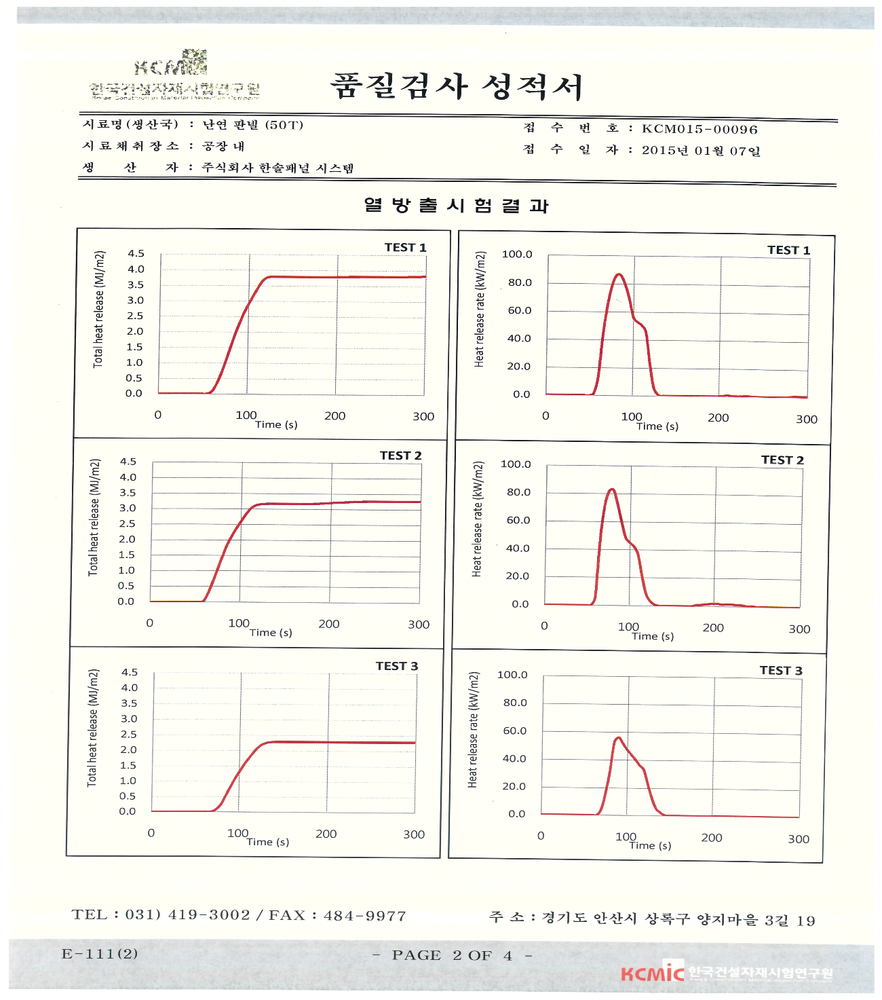 KCMIC
한국건설자재시험연구원
Korea Construction Material Inspection Company
품질검사 성적서
시료명(생산국) : 난연 판넬 (50T)
접 수 번 호 : KCM015-00096
시료채취장소 : 공장 내
접 수 일 자 : 2015년 01월 07일
생 산 자 : 주식회사 한솔패널 시스템
열방출시험결과
TEST 1
Total heat release (MJ/m2)
4.5
4.0
3.5
3.0
2.5
2.0
1.5
1.0
0.5
0.0
0 100 200 300
Time (s)
TEST 1
Heat release rate (kW/m2)
100.0
80.0
60.0
40.0
20.0
0.0
0 100 200 300
Time (s)
TEST 2
Total heat release (MJ/m2)
4.5
4.0
3.5
3.0
2.5
2.0
1.5
1.0
0.5
0.0
0 100 200 300
Time (s)
TEST 2
Heat release rate (kW/m2)
100.0
80.0
60.0
40.0
20.0
0.0
0 100 200 300
Time (s)
TEST 3
Total heat release (MJ/m2)
4.5
4.0
3.5
3.0
2.5
2.0
1.5
1.0
0.5
0.0
0 100 200 300
Time (s)
TEST 3
Heat release rate (kW/m2)
100.0
80.0
60.0
40.0
20.0
0.0
0 100 200 300
Time (s)
TEL : 031) 419-3002 / FAX : 484-9977
주 소 : 경기도 안산시 상록구 양지마을 3길 19
E-111(2)
- PAGE 2 OF 4 -
KCMiC 한국건설자재시험연구원